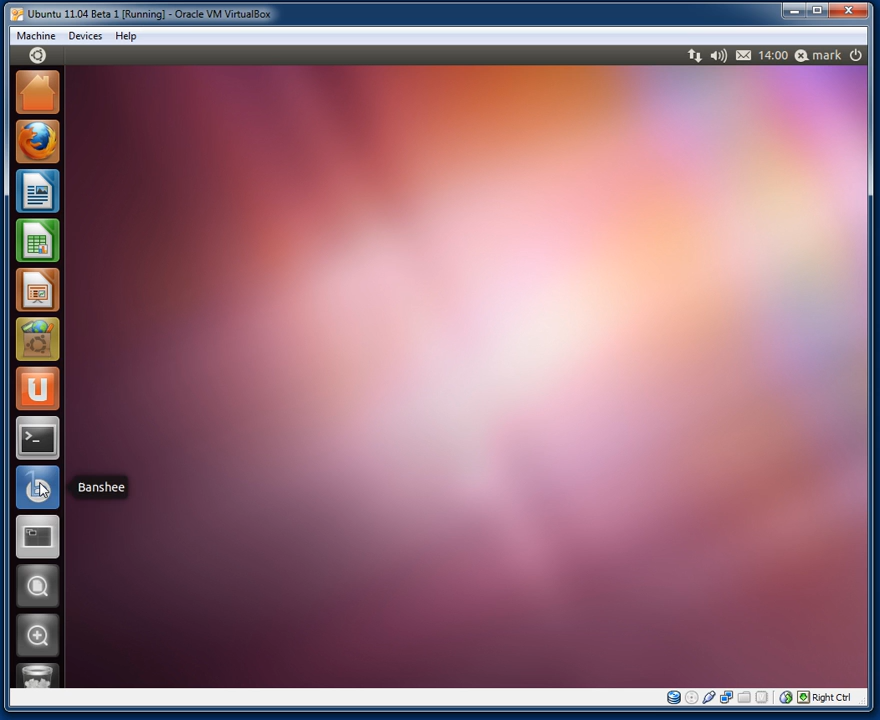 Ubuntu 11.04 Beta 1 [Running] - Oracle VM VirtualBox
Machine Devices Help
14:00 mark
U
>_
Banshee
Right Ctrl